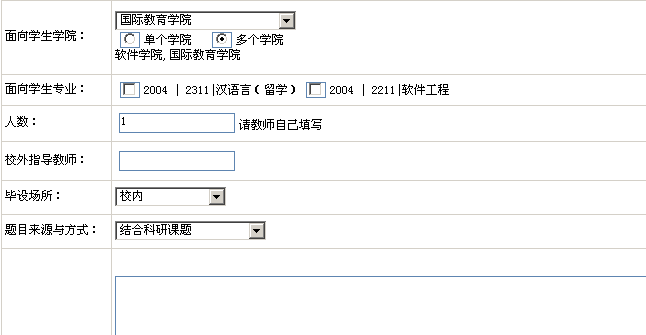 国际教育学院
面向学生学院： 单个学院 多个学院
软件学院, 国际教育学院
面向学生专业： 2004 | 2311|汉语言（留学） 2004 | 2211|软件工程
人数： 1 请教师自己填写
校外指导教师：
毕设场所： 校内
题目来源与方式： 结合科研课题